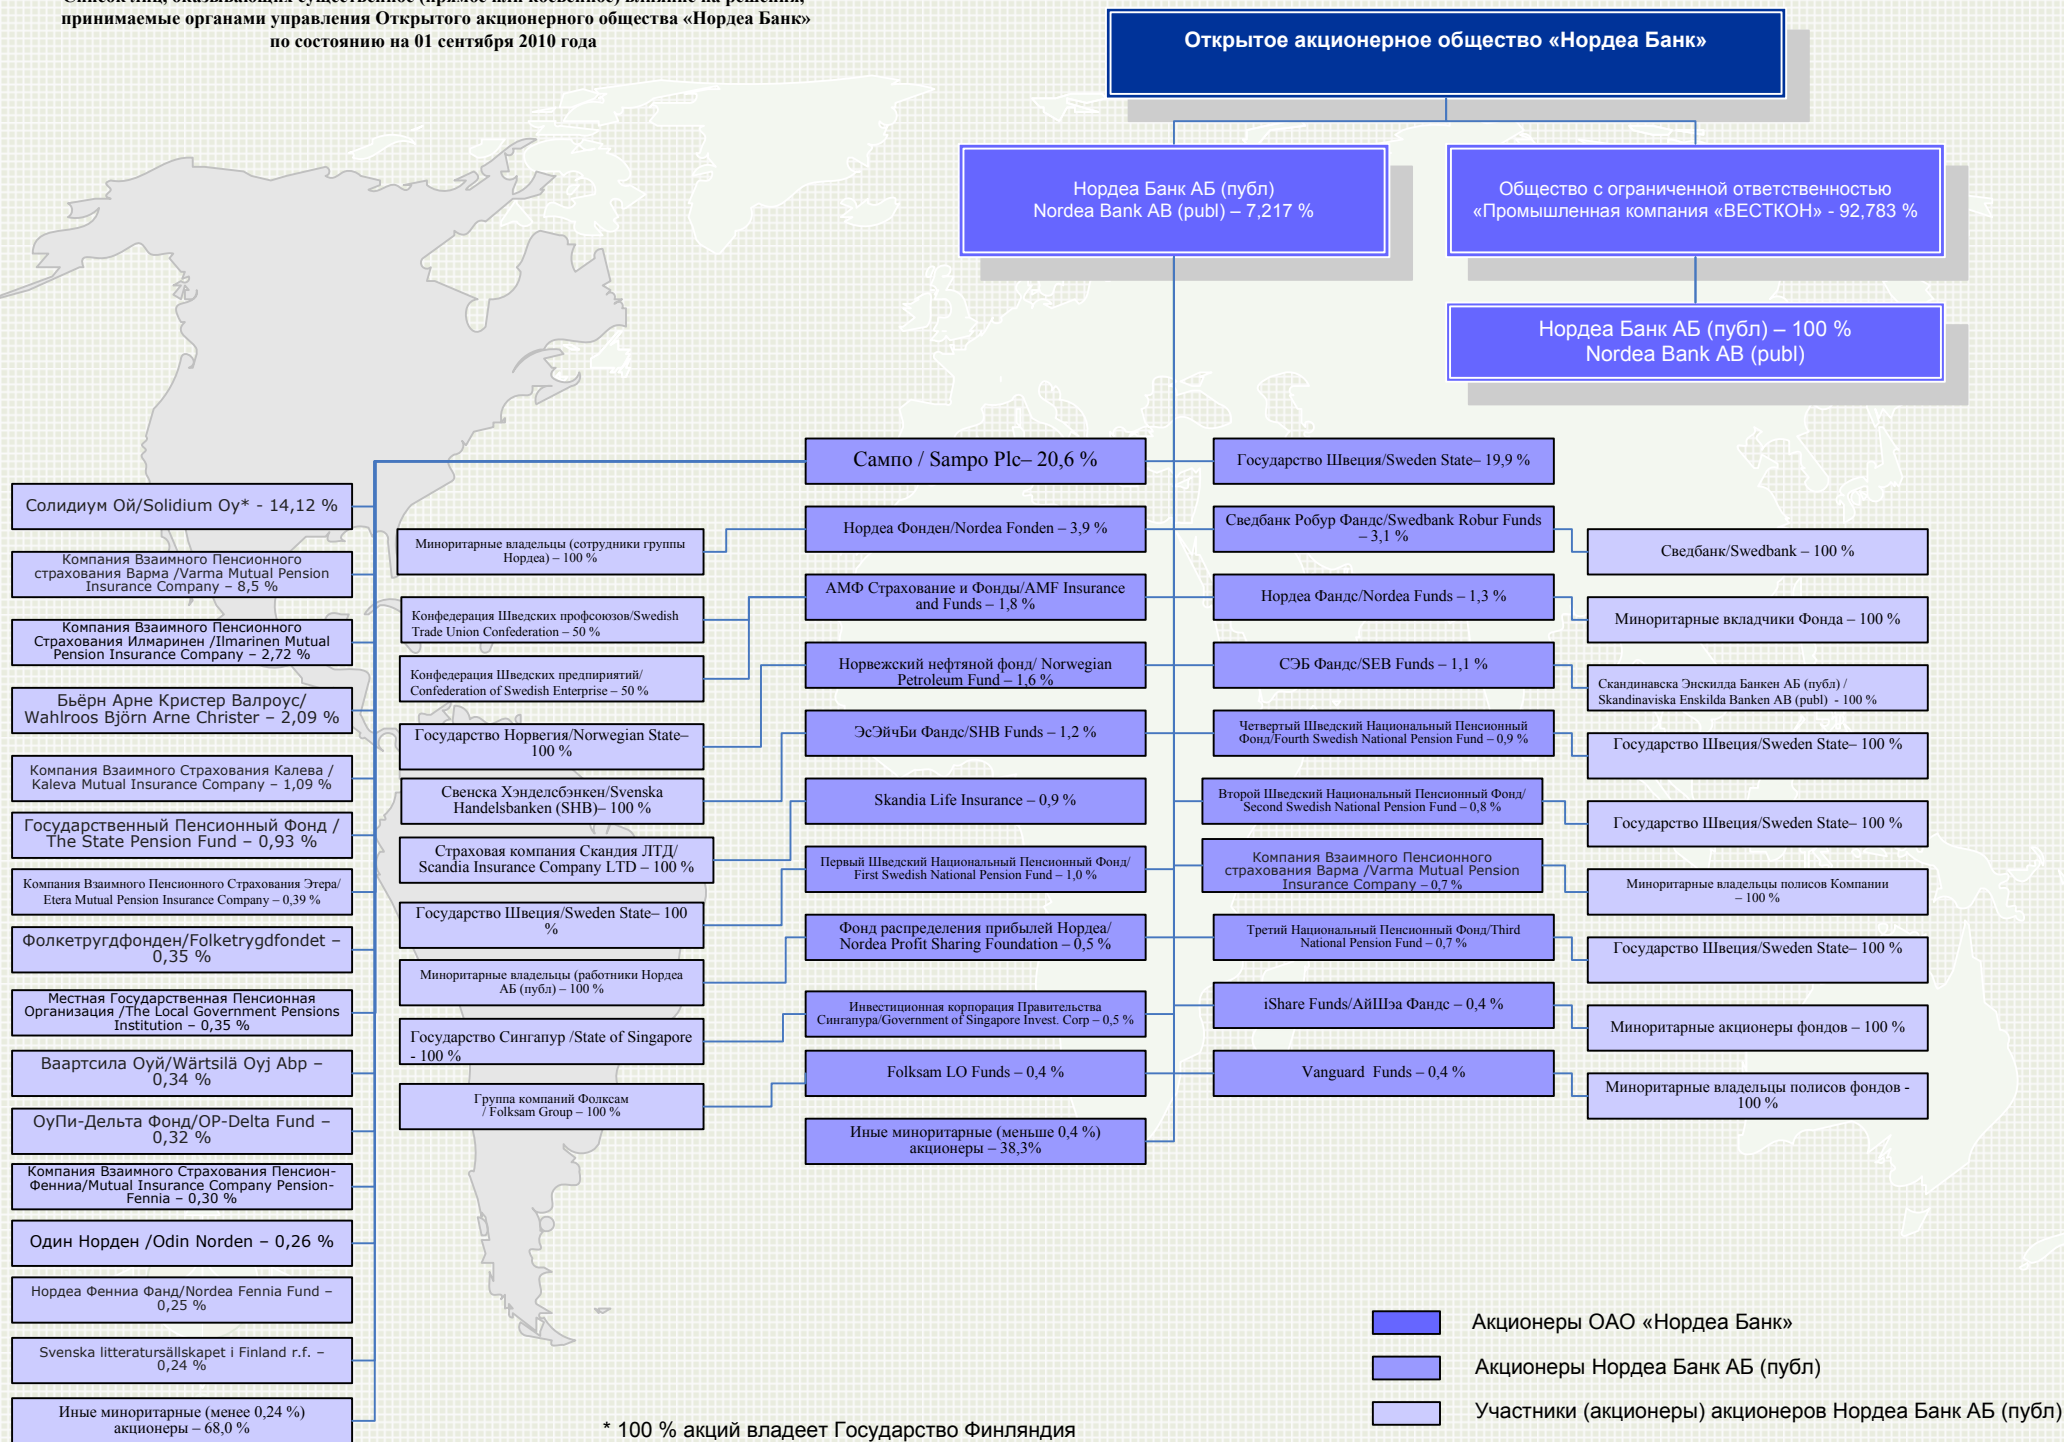 Список лиц, оказывающих существенное (прямое или косвенное) влияние на решения,
принимаемые органами управления Открытого акционерного общества «Нордеа Банк»
по состоянию на 01 сентября 2010 года
Открытое акционерное общество «Нордеа Банк»
Нордеа Банк АБ (публ)
Nordea Bank AB (publ) – 7,217 %
Общество с ограниченной ответственностью
«Промышленная компания «ВЕСТКОН» - 92,783 %
Нордеа Банк АБ (публ) – 100 %
Nordea Bank AB (publ)
Солидиум Ой/Solidium Oy* - 14,12 %
Компания Взаимного Пенсионного
страхования Варма /Varma Mutual Pension
Insurance Company – 8,5 %
Компания Взаимного Пенсионного
Страхования Илмаринен /Ilmarinen Mutual
Pension Insurance Company – 2,72 %
Бьёрн Арне Кристер Валроус/
Wahlroos Björn Arne Christer – 2,09 %
Компания Взаимного Страхования Калева /
Kaleva Mutual Insurance Company – 1,09 %
Государственный Пенсионный Фонд /
The State Pension Fund – 0,93 %
Компания Взаимного Пенсионного Страхования Этера/
Etera Mutual Pension Insurance Company – 0,39 %
Фолкетругдфонден/Folketrygdfondet –
0,35 %
Местная Государственная Пенсионная
Организация /The Local Government Pensions
Institution – 0,35 %
Ваартсила Оуй/Wärtsilä Oyj Abp –
0,34 %
ОуПи-Дельта Фонд/OP-Delta Fund –
0,32 %
Компания Взаимного Страхования Пенсион-
Фенниа/Mutual Insurance Company Pension-
Fennia – 0,30 %
Один Норден /Odin Norden – 0,26 %
Нордеа Фенниа Фанд/Nordea Fennia Fund –
0,25 %
Svenska litteratursällskapet i Finland r.f. –
0,24 %
Иные миноритарные (менее 0,24 %)
акционеры – 68,0 %
Миноритарные владельцы (сотрудники группы
Нордеа) – 100 %
Конфедерация Шведских профсоюзов/Swedish
Trade Union Confederation – 50 %
Конфедерация Шведских предприятий/
Confederation of Swedish Enterprise – 50 %
Государство Норвегия/Norwegian State–
100 %
Свенска Хэнделсбэнкен/Svenska
Handelsbanken (SHB)– 100 %
Страховая компания Скандия ЛТД/
Scandia Insurance Company LTD – 100 %
Государство Швеция/Sweden State– 100
%
Миноритарные владельцы (работники Нордеа
АБ (публ) – 100 %
Государство Сингапур /State of Singapore
- 100 %
Группа компаний Фолксам
/ Folksam Group – 100 %
Сампо / Sampo Plc– 20,6 %
Нордеа Фонден/Nordea Fonden – 3,9 %
АМФ Страхование и Фонды/AMF Insurance
and Funds – 1,8 %
Норвежский нефтяной фонд/ Norwegian
Petroleum Fund – 1,6 %
ЭсЭйчБи Фандс/SHB Funds – 1,2 %
Skandia Life Insurance – 0,9 %
Первый Шведский Национальный Пенсионный Фонд/
First Swedish National Pension Fund – 1,0 %
Фонд распределения прибылей Нордеа/
Nordea Profit Sharing Foundation – 0,5 %
Инвестиционная корпорация Правительства
Сингапура/Government of Singapore Invest. Corp – 0,5 %
Folksam LO Funds – 0,4 %
Иные миноритарные (меньше 0,4 %)
акционеры – 38,3%
Государство Швеция/Sweden State– 19,9 %
Сведбанк Робур Фандс/Swedbank Robur Funds
– 3,1 %
Нордеа Фандс/Nordea Funds – 1,3 %
СЭБ Фандс/SEB Funds – 1,1 %
Четвертый Шведский Национальный Пенсионный
Фонд/Fourth Swedish National Pension Fund – 0,9 %
Второй Шведский Национальный Пенсионный Фонд/
Second Swedish National Pension Fund – 0,8 %
Компания Взаимного Пенсионного
страхования Варма /Varma Mutual Pension
Insurance Company – 0,7 %
Третий Национальный Пенсионный Фонд/Third
National Pension Fund – 0,7 %
iShare Funds/АйШэа Фандс – 0,4 %
Vanguard Funds – 0,4 %
Сведбанк/Swedbank – 100 %
Миноритарные вкладчики Фонда – 100 %
Скандинавска Энскилда Банкен АБ (публ) /
Skandinaviska Enskilda Banken AB (publ) - 100 %
Государство Швеция/Sweden State– 100 %
Государство Швеция/Sweden State– 100 %
Миноритарные владельцы полисов Компании
– 100 %
Государство Швеция/Sweden State– 100 %
Миноритарные акционеры фондов – 100 %
Миноритарные владельцы полисов фондов -
100 %
Акционеры ОАО «Нордеа Банк»
Акционеры Нордеа Банк АБ (публ)
Участники (акционеры) акционеров Нордеа Банк АБ (публ)
* 100 % акций владеет Государство Финляндия